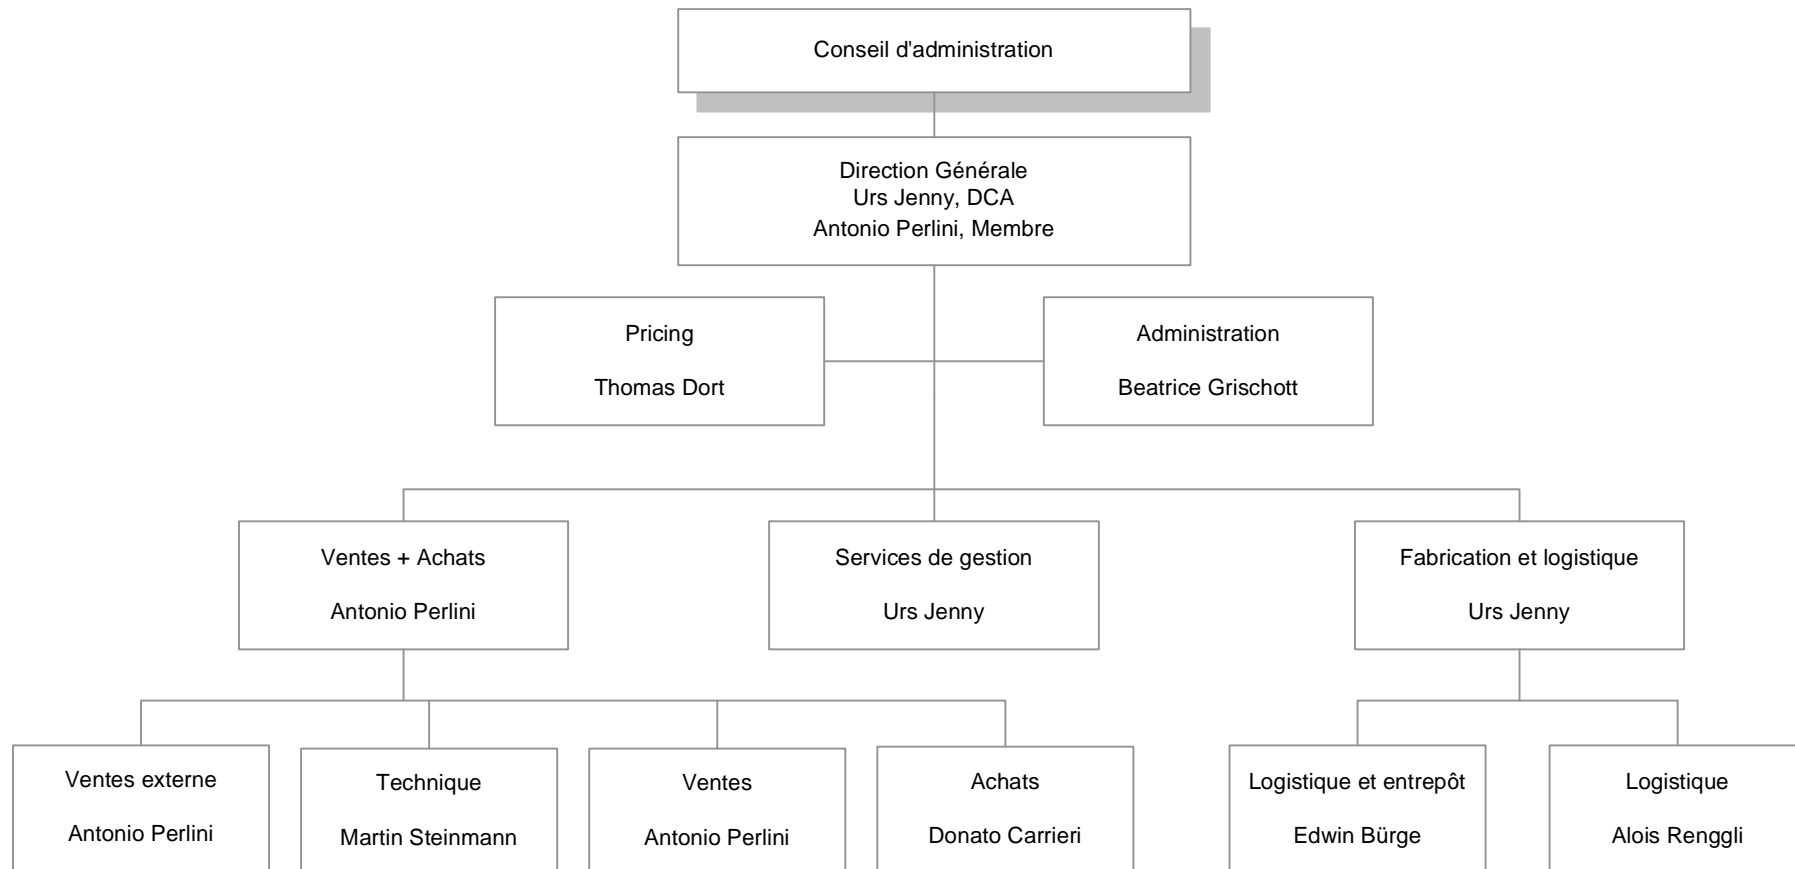 Conseil d'administration
Direction Générale
Urs Jenny, DCA
Antonio Perlini, Membre
Pricing
Thomas Dort
Administration
Beatrice Grischott
Ventes + Achats
Antonio Perlini
Services de gestion
Urs Jenny
Fabrication et logistique
Urs Jenny
Ventes externe
Antonio Perlini
Technique
Martin Steinmann
Ventes
Antonio Perlini
Achats
Donato Carrieri
Logistique et entrepôt
Edwin Bürge
Logistique
Alois Renggli